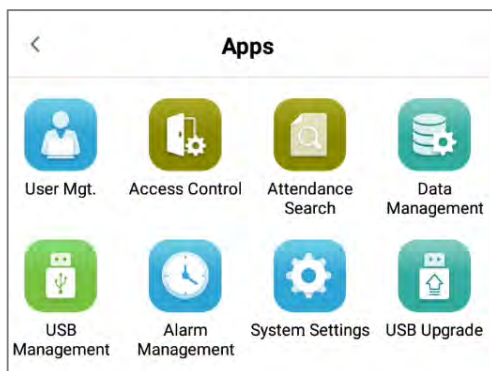 Apps
User Mgt.
Access Control
Attendance
Search
Data
Management
USB
Management
Alarm
Management
System Settings
USB Upgrade